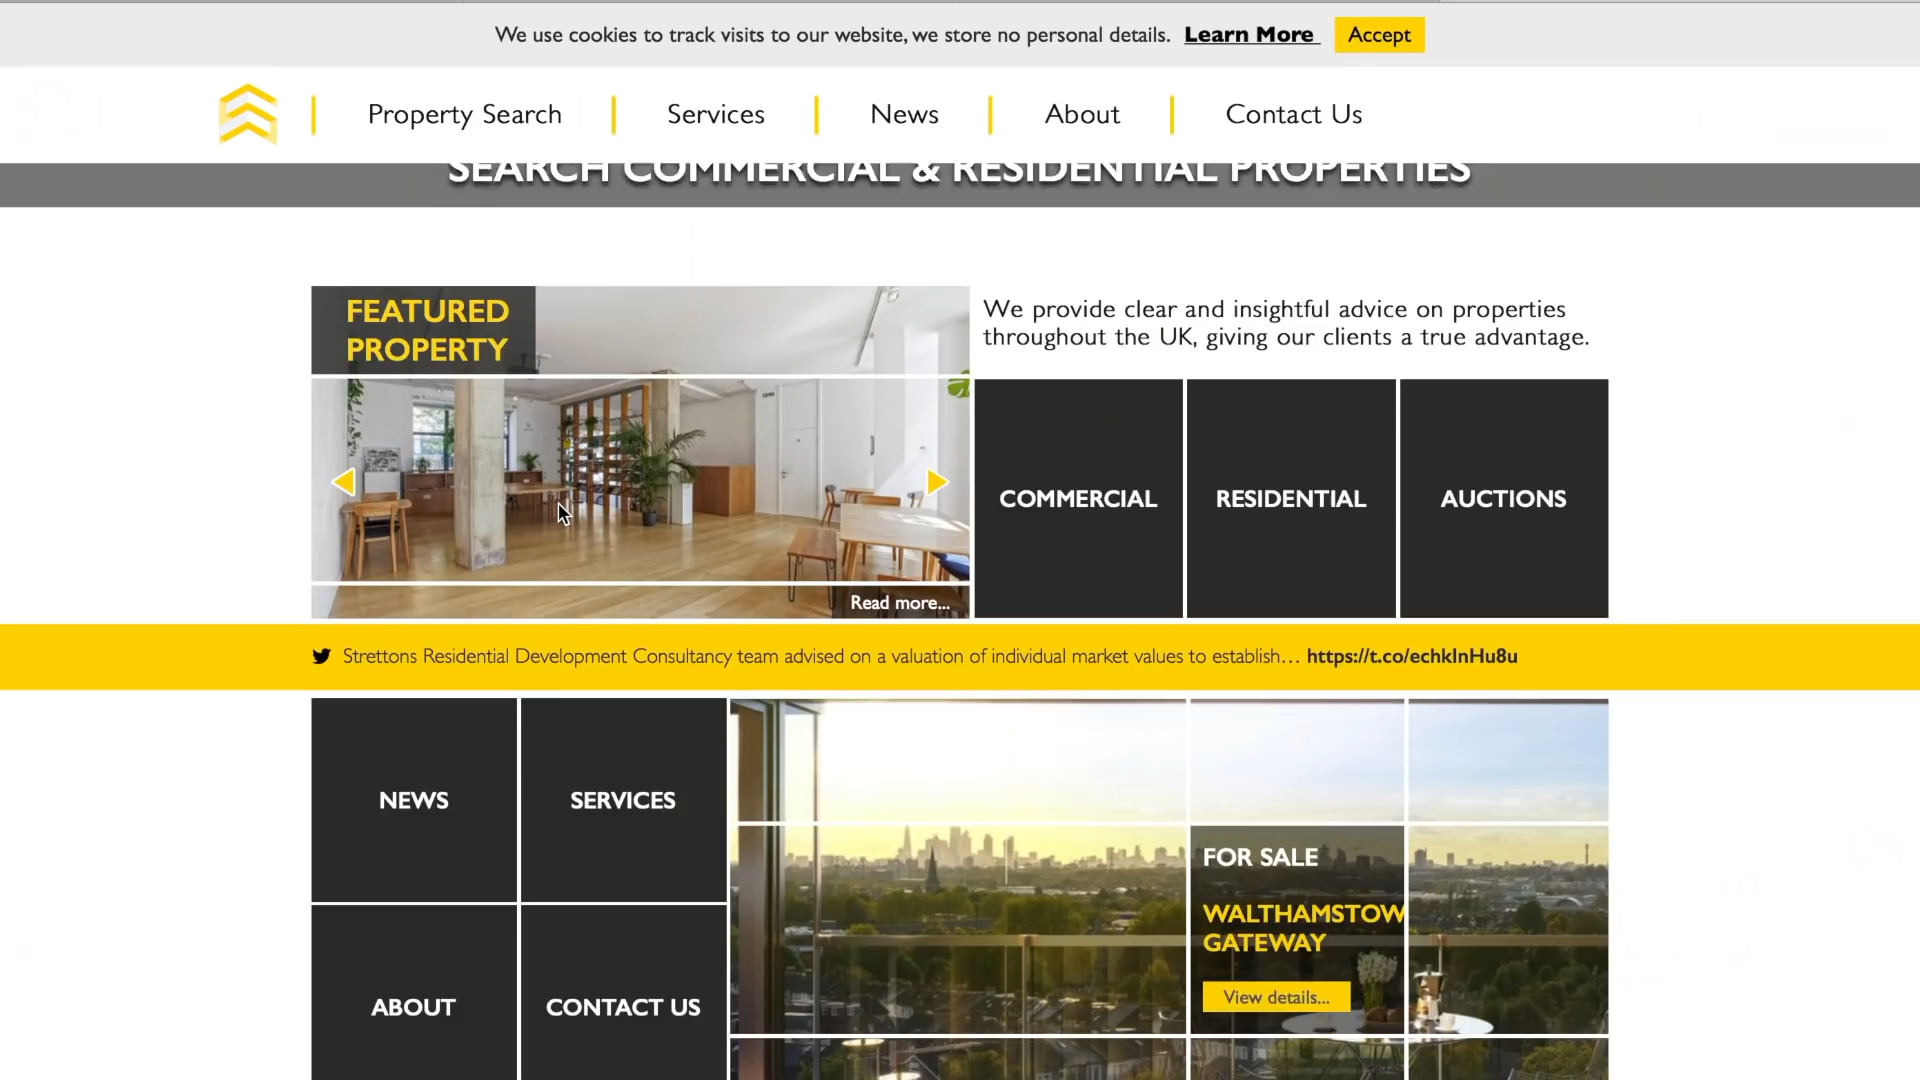 We use cookies to track visits to our website, we store no personal details. Learn More Accept
Property Search Services News About Contact Us
SEARCH COMMERCIAL & RESIDENTIAL PROPERTIES
FEATURED
PROPERTY
We provide clear and insightful advice on properties
throughout the UK, giving our clients a true advantage.
COMMERCIAL RESIDENTIAL AUCTIONS
Read more...
Strettons Residential Development Consultancy team advised on a valuation of individual market values to establish… https://t.co/echkInHu8u
NEWS SERVICES
FOR SALE
WALTHAMSTOW
GATEWAY
View details...
ABOUT CONTACT US